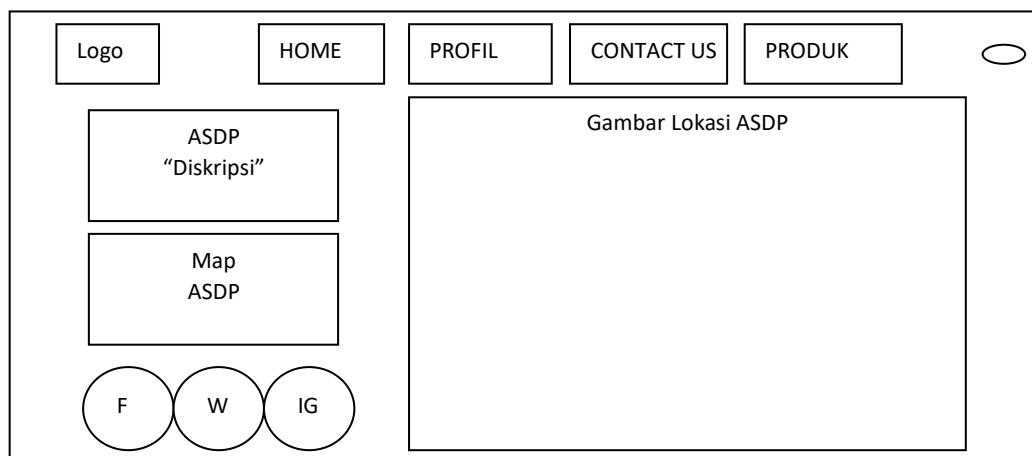 Logo
HOME
PROFIL
CONTACT US
PRODUK
ASDP
“Diskripsi”
Gambar Lokasi ASDP
Map
ASDP
F
W
IG